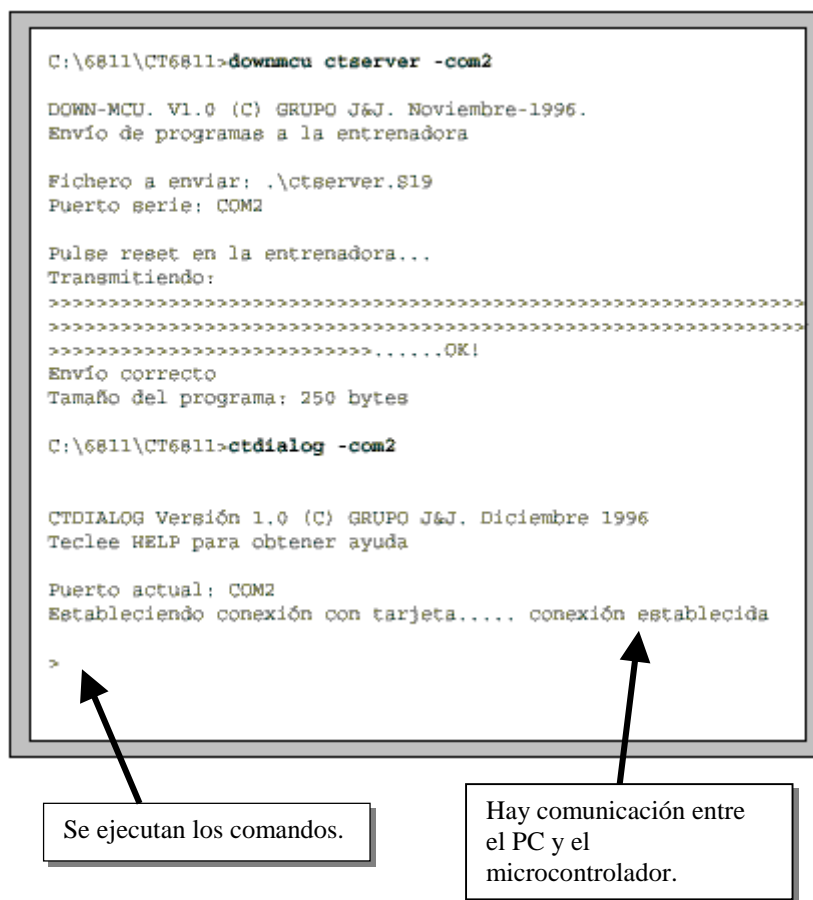 C:\6811\CT6811>downmcu ctserver -com2
DOWN-MCU. V1.0 (C) GRUPO J&J. Noviembre-1996.
Envío de programas a la entrenadora
Fichero a enviar: .\ctserver.S19
Puerto serie: COM2
Pulse reset en la entrenadora...
Transmitiendo:
>>>>>>>>>>>>>>>>>>>>>>>>>>>>>>>>>>>>>>>>>>>>>>>>>>>>>>>>>>>>>>>
>>>>>>>>>>>>>>>>>>>>>>>>>>>>>>>>>>>>>>>>>>>>>>>>>>>>>>>>>>>>>>>
>>>>>>>>>>>>>>>>>>>>>>>>>>>......OK!
Envío correcto
Tamaño del programa: 250 bytes
C:\6811\CT6811>ctdialog -com2
CTDIALOG Versión 1.0 (C) GRUPO J&J. Diciembre 1996
Teclee HELP para obtener ayuda
Puerto actual: COM2
Estableciendo conexión con tarjeta..... conexión establecida
>
Se ejecutan los comandos.
Hay comunicación entre
el PC y el
microcontrolador.